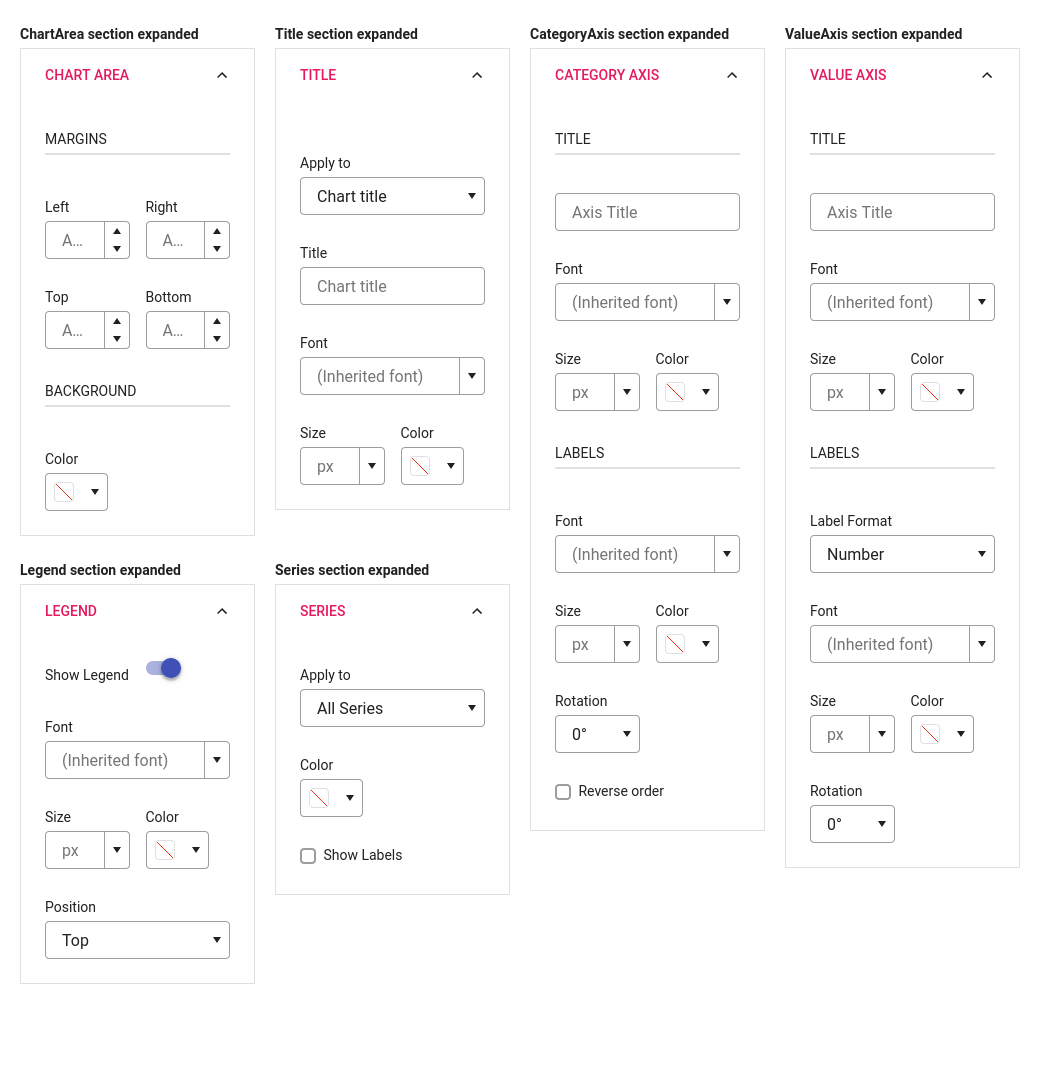 ChartArea section expanded
CHART AREA
MARGINS
Left Right
A... A...
Top Bottom
A... A...
BACKGROUND
Color
Title section expanded
TITLE
Apply to
Chart title
Title
Chart title
Font
(Inherited font)
Size Color
px
CategoryAxis section expanded
CATEGORY AXIS
TITLE
Axis Title
Font
(Inherited font)
Size Color
px
LABELS
Font
(Inherited font)
Size Color
px
Rotation
0°
Reverse order
ValueAxis section expanded
VALUE AXIS
TITLE
Axis Title
Font
(Inherited font)
Size Color
px
LABELS
Label Format
Number
Font
(Inherited font)
Size Color
px
Rotation
0°
Legend section expanded
LEGEND
Show Legend
Font
(Inherited font)
Size Color
px
Position
Top
Series section expanded
SERIES
Apply to
All Series
Color
Show Labels